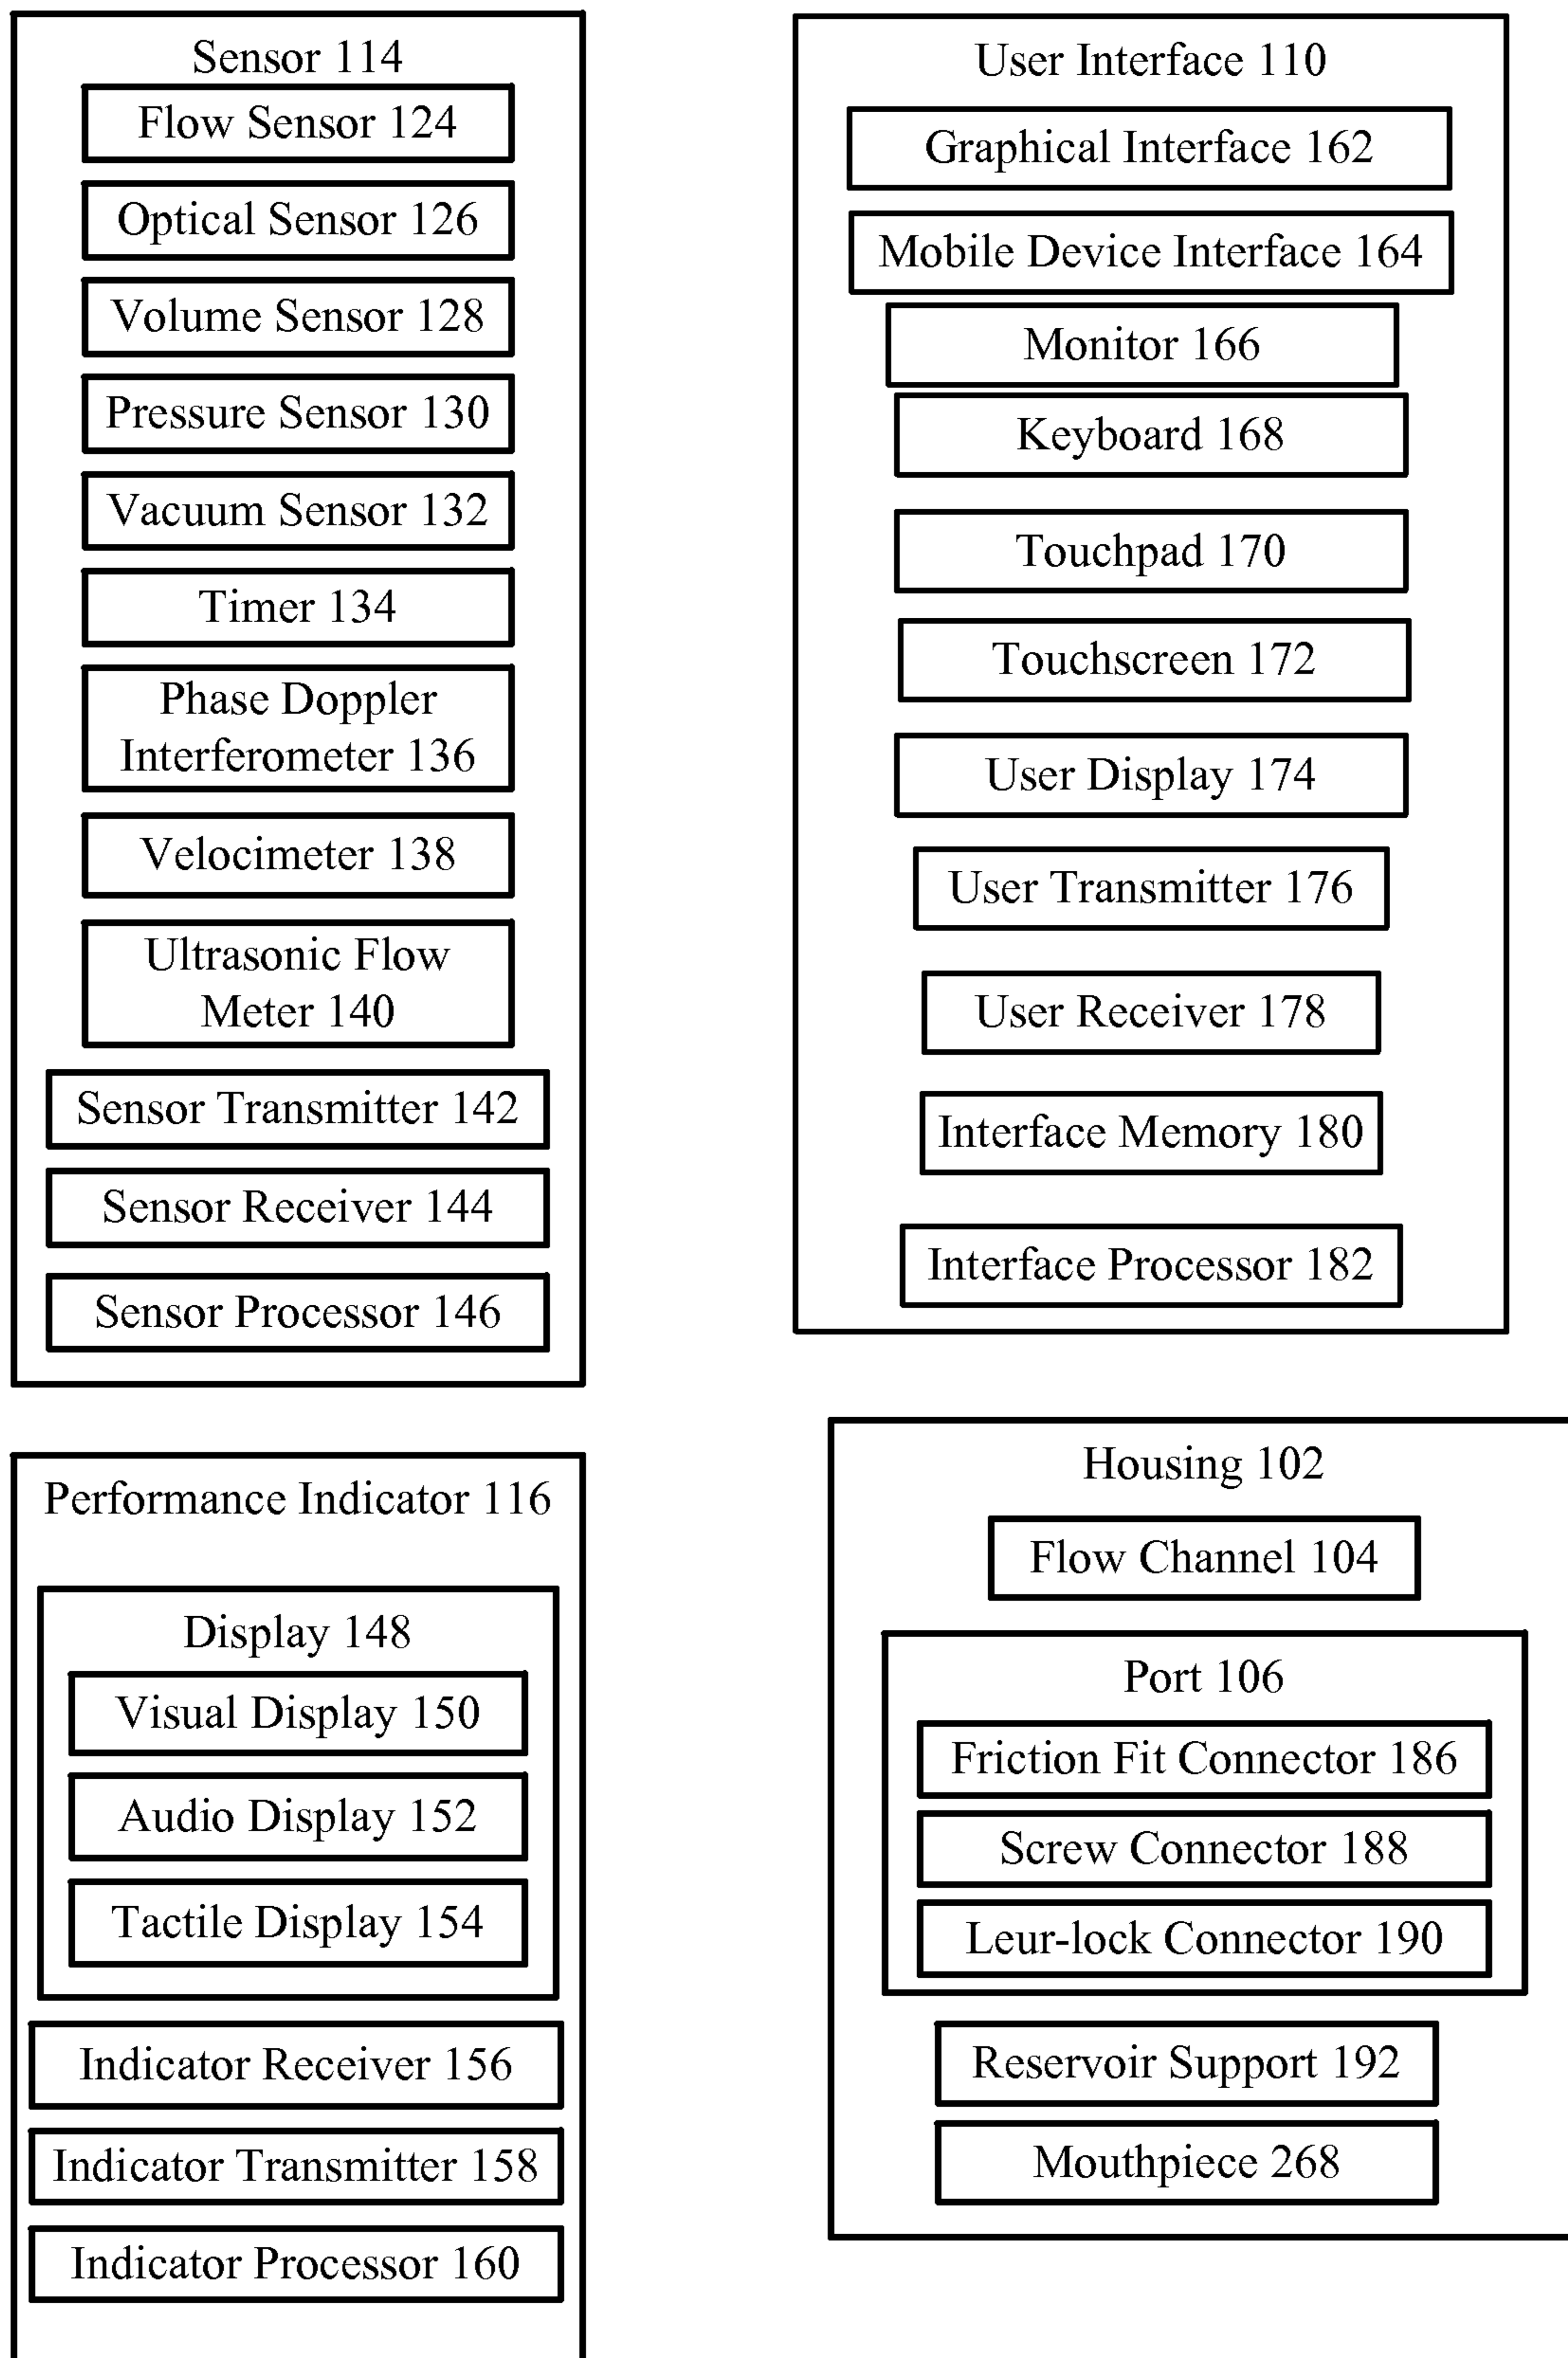 Sensor 114
Flow Sensor 124
Optical Sensor 126
Volume Sensor 128
Pressure Sensor 130
Vacuum Sensor 132
Timer 134
Phase Doppler
Interferometer 136
Velocimeter 138
Ultrasonic Flow
Meter 140
Sensor Transmitter 142
Sensor Receiver 144
Sensor Processor 146
User Interface 110
Graphical Interface 162
Mobile Device Interface 164
Monitor 166
Keyboard 168
Touchpad 170
Touchscreen 172
User Display 174
User Transmitter 176
User Receiver 178
Interface Memory 180
Interface Processor 182
Performance Indicator 116
Display 148
Visual Display 150
Audio Display 152
Tactile Display 154
Indicator Receiver 156
Indicator Transmitter 158
Indicator Processor 160
Housing 102
Flow Channel 104
Port 106
Friction Fit Connector 186
Screw Connector 188
Leur-lock Connector 190
Reservoir Support 192
Mouthpiece 268